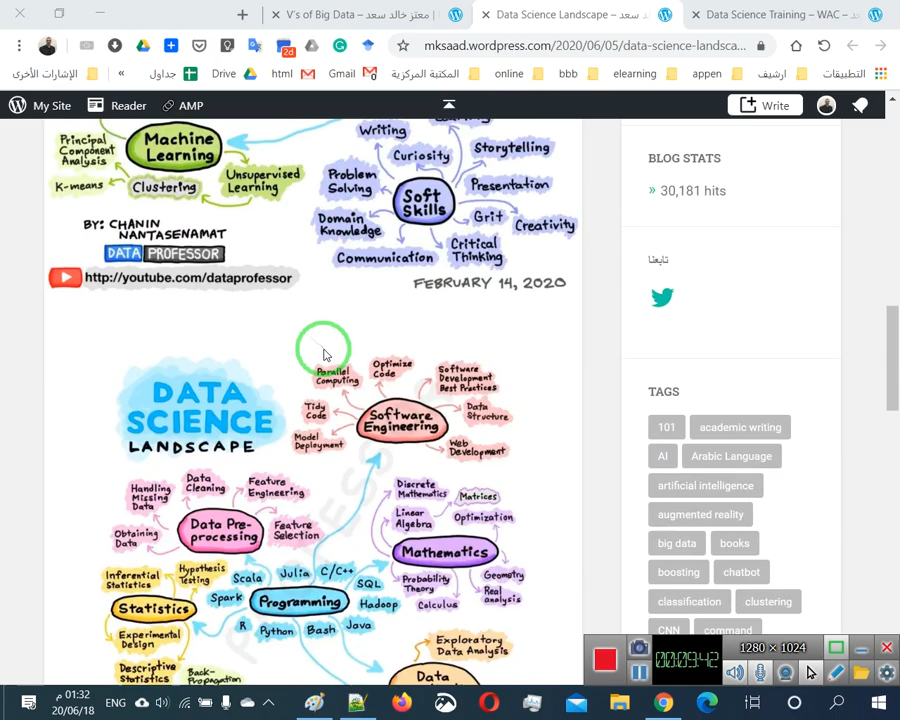 V's of Big Data – معتز خالد سعد |
Data Science Landscape – معتز خالد سعد
Data Science Training – WAC –
mksaad.wordpress.com/2020/06/05/data-science-landsca...
الإشارات الأخرى
»
جداول
Drive
html
Gmail
المكتبة المركزية
online
bbb
elearning
appen
ارشيف
التطبيقات
My Site
Reader
AMP
Write
Principal
Component
Analysis
Machine
Learning
K-means
Clustering
Unsupervised
Learning
Writing
Curiosity
Storytelling
Problem
Solving
Soft
Skills
Presentation
Domain
Knowledge
Grit
Creativity
Communication
Critical
Thinking
BY: CHANIN
NANTASENAMAT
DATA PROFESSOR
http://youtube.com/dataprofessor
FEBRUARY 14, 2020
DATA
SCIENCE
LANDSCAPE
Parallel
Computing
Optimize
Code
Software
Development
Best Practices
Tidy
Code
Software
Engineering
Data
Structure
Model
Deployment
Web
Development
Handling
Missing
Data
Data
Cleaning
Feature
Engineering
Obtaining
Data
Data Pre-
processing
Feature
Selection
Discrete
Mathematics
Matrices
Linear
Algebra
Optimization
Mathematics
Probability
Theory
Geometry
Calculus
Real
analysis
Inferential
Statistics
Hypothesis
Testing
Statistics
Experimental
Design
Descriptive
Statistics
Scala
Julia
C/C++
SQL
Spark
Programming
Hadoop
R
Python
Bash
Java
Back-
Propagation
Exploratory
Data Analysis
Data
BLOG STATS
» 30,181 hits
تابعنا
TAGS
101
academic writing
AI
Arabic Language
artificial intelligence
augmented reality
big data
books
boosting
chatbot
classification
clustering
CNN
command
00:09:42
1280 × 1024
01:32 م
20/06/18
ENG
2d